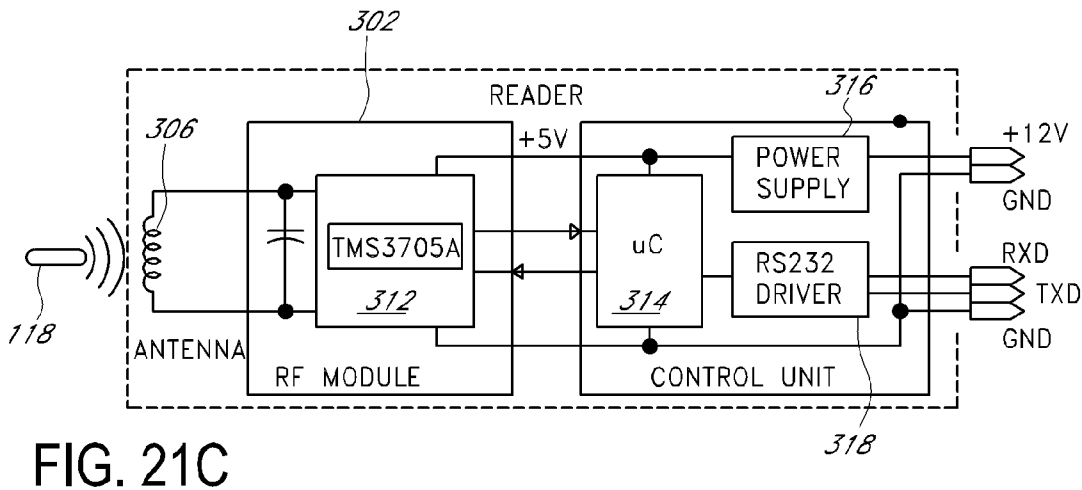 302
READER
316
306
+5V
+12V
POWER
SUPPLY
GND
TMS3705A
uC
RS232
DRIVER
RXD
TXD
312
314
GND
118
ANTENNA
RF MODULE
CONTROL UNIT
318
FIG. 21C